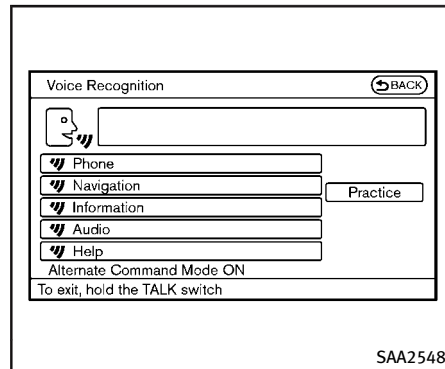 Voice Recognition
BACK
Phone
Navigation
Practice
Information
Audio
Help
Alternate Command Mode ON
To exit, hold the TALK switch
SAA2548